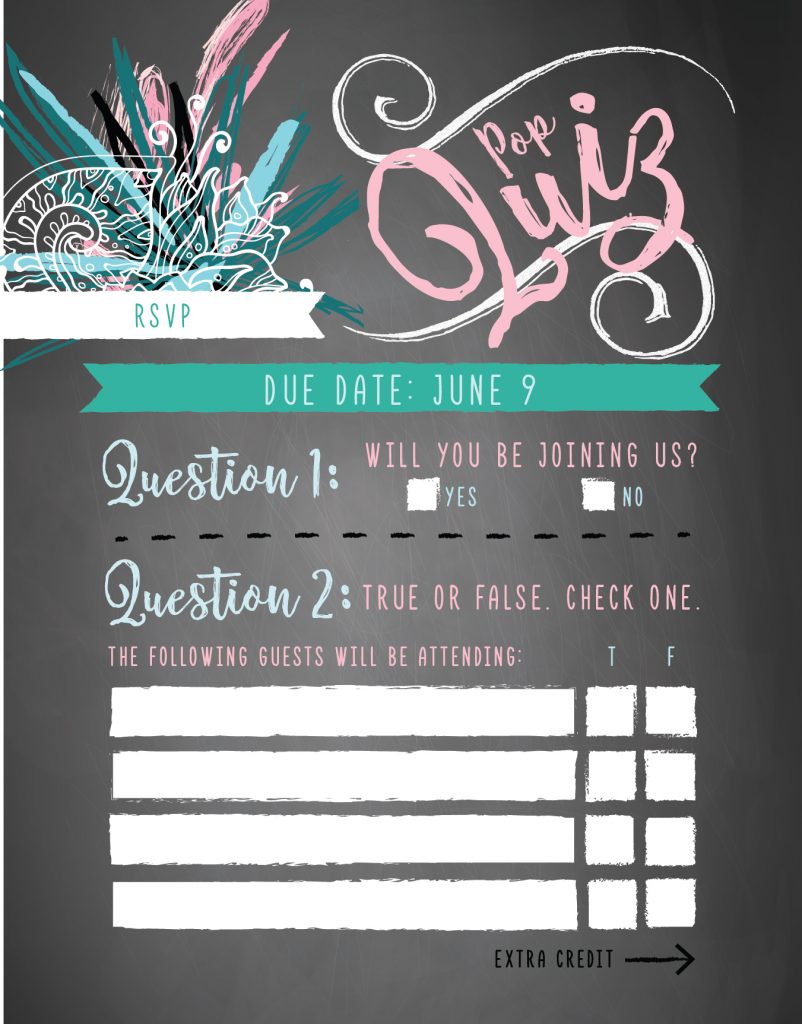 Pop
Quiz
RSVP
DUE DATE: JUNE 9
Question 1:
WILL YOU BE JOINING US?
YES NO
Question 2: TRUE OR FALSE. CHECK ONE.
THE FOLLOWING GUESTS WILL BE ATTENDING: T F
EXTRA CREDIT